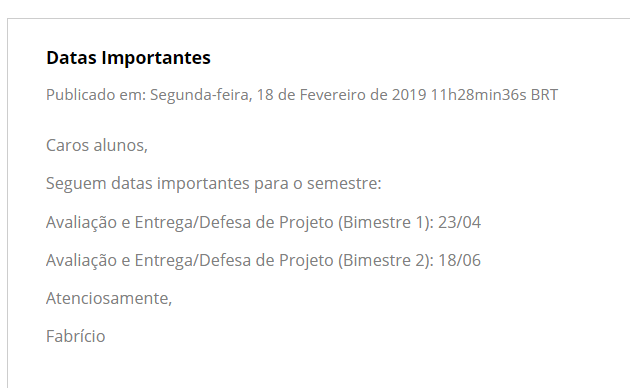 Datas Importantes
Publicado em: Segunda-feira, 18 de Fevereiro de 2019 11h28min36s BRT
Caros alunos,
Seguem datas importantes para o semestre:
Avaliação e Entrega/Defesa de Projeto (Bimestre 1): 23/04
Avaliação e Entrega/Defesa de Projeto (Bimestre 2): 18/06
Atenciosamente,
Fabrício